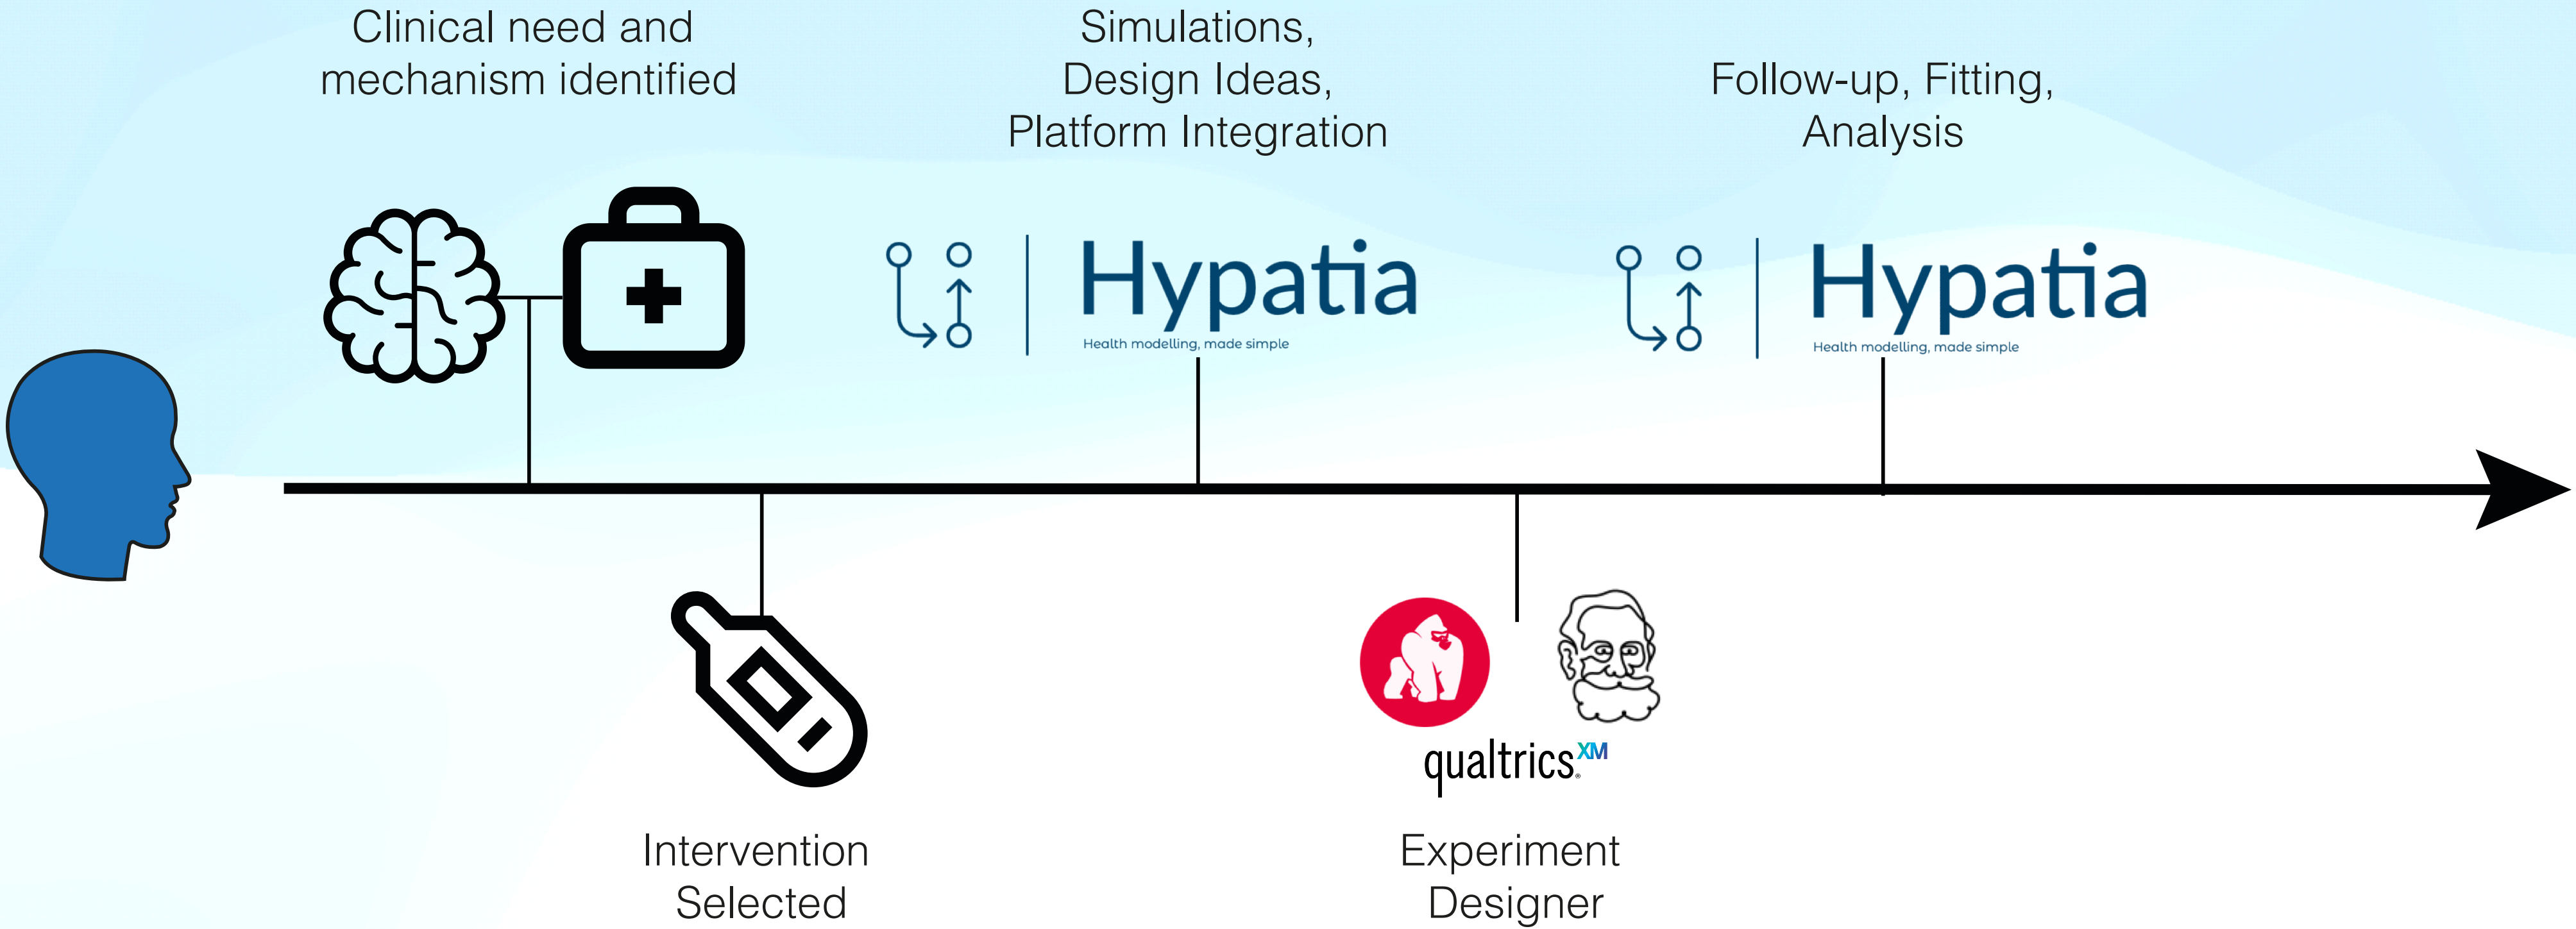 Clinical need and
mechanism identified
Simulations,
Design Ideas,
Platform Integration
Follow-up, Fitting,
Analysis
Hypatia
Health modelling, made simple
Hypatia
Health modelling, made simple
qualtrics.XM
Intervention
Selected
Experiment
Designer